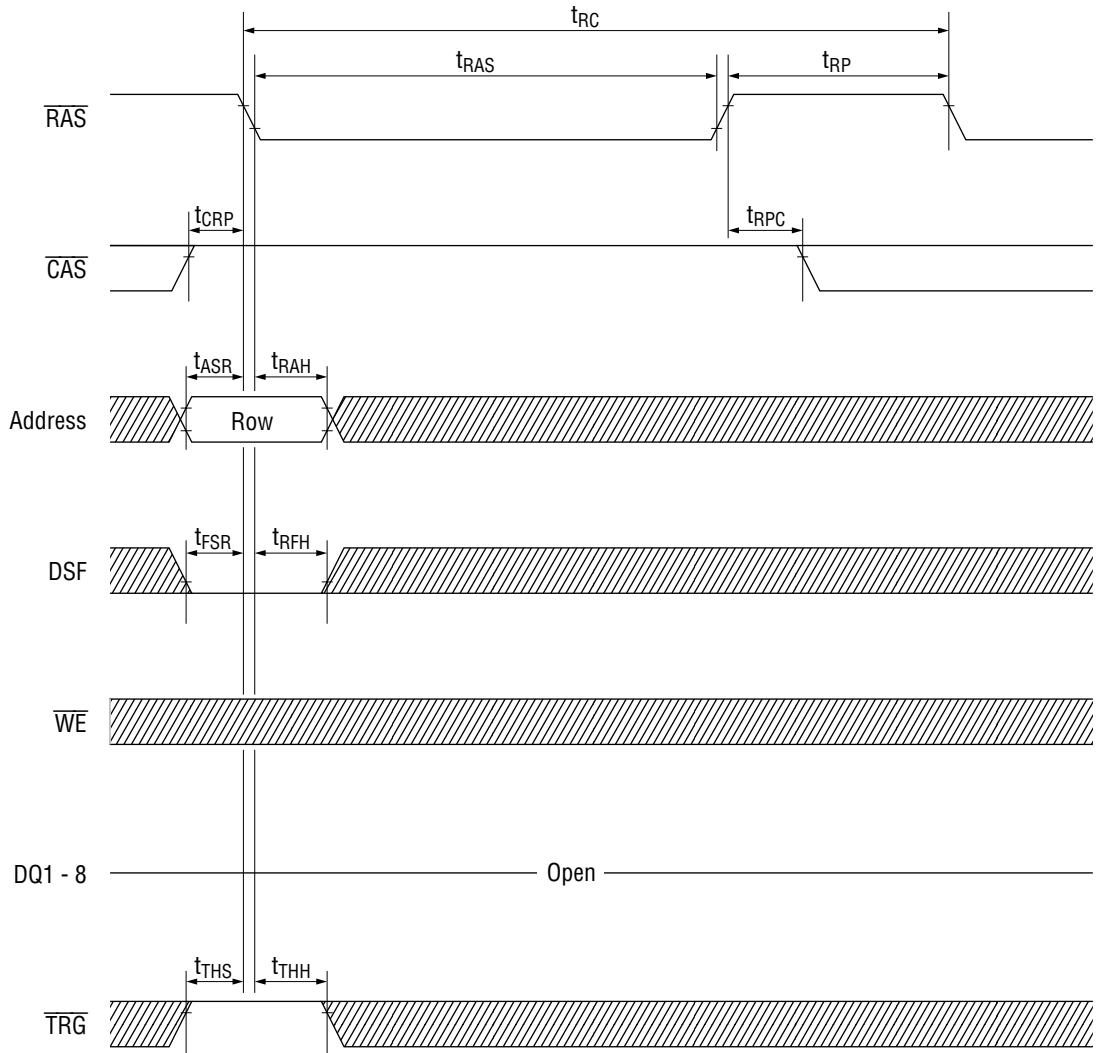 tRC
tRAS
tRP
RAS
tCRP
tRPC
CAS
tASR
tRAH
Address
Row
tFSR
tRFH
DSF
WE
DQ1 - 8
Open
tTHS
tTHH
TRG